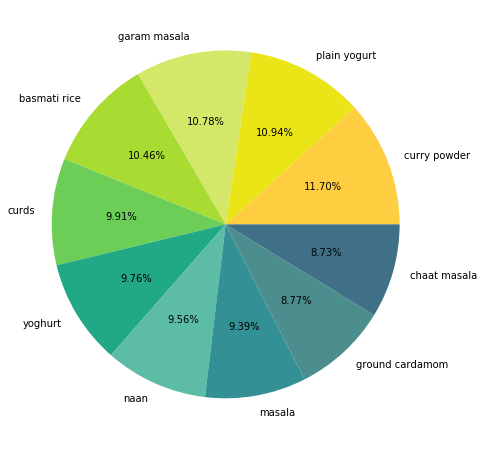 garam masala
plain yogurt
basmati rice
curry powder
curds
chaat masala
yoghurt
ground cardamom
naan
masala
10.78%
10.94%
10.46%
11.70%
9.91%
8.73%
9.76%
8.77%
9.56%
9.39%